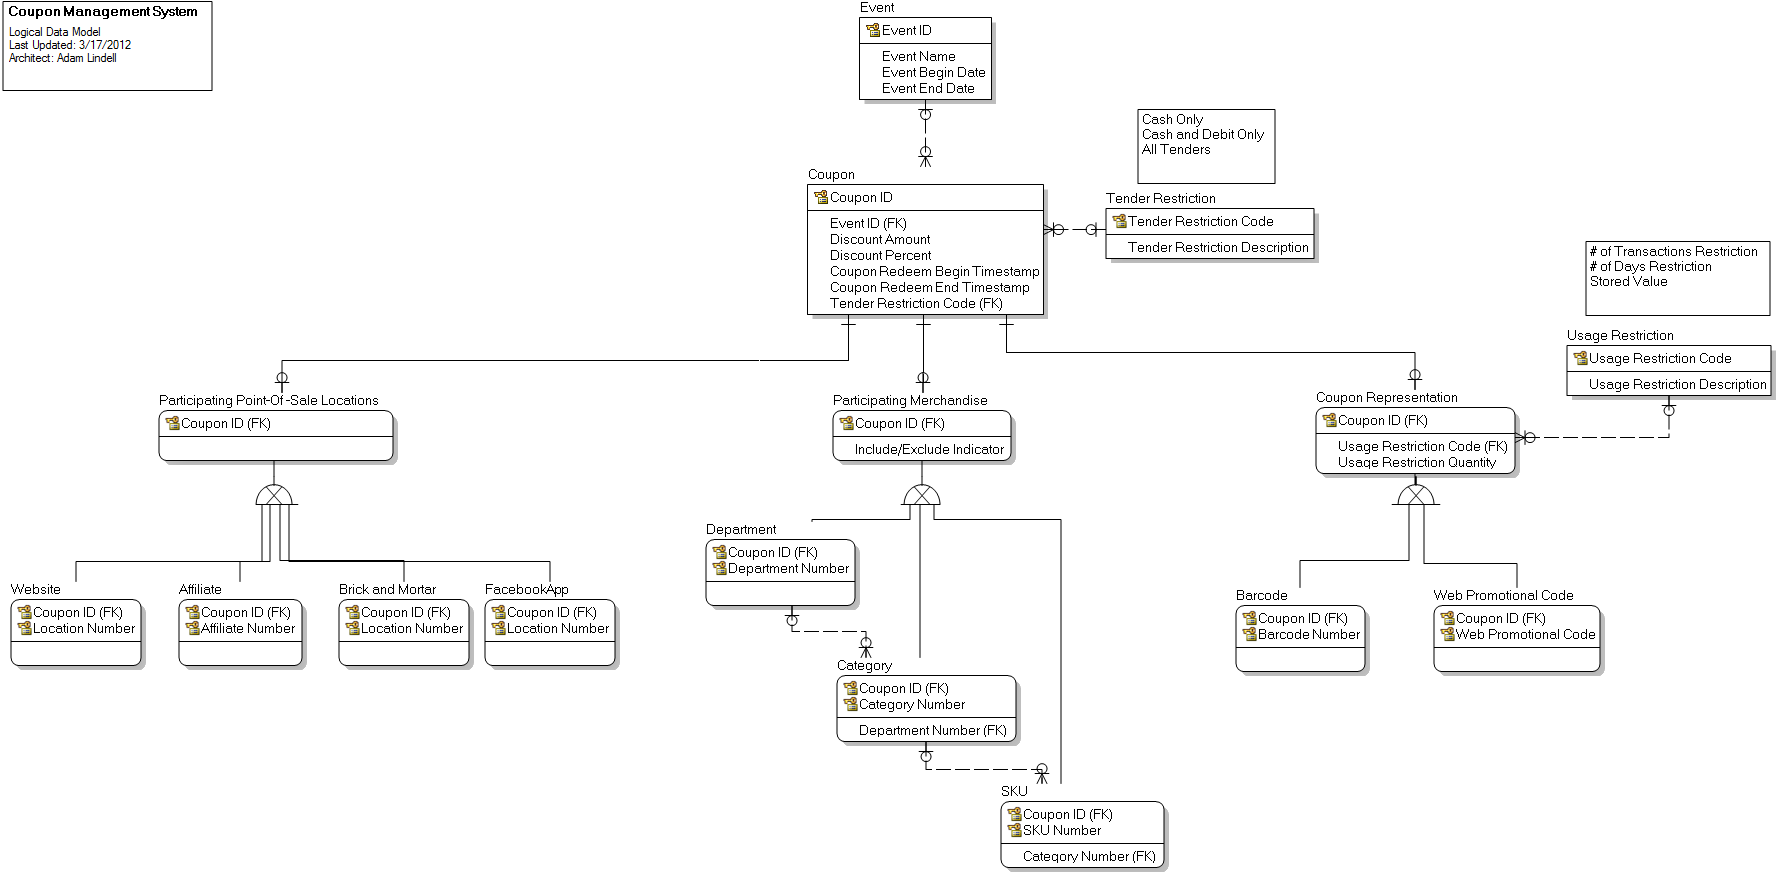 Coupon Management System
Logical Data Model
Last Updated: 3/17/2012
Architect: Adam Lindell
Event
Event ID
Event Name
Event Begin Date
Event End Date
Cash Only
Cash and Debit Only
All Tenders
Coupon
Coupon ID
Event ID (FK)
Discount Amount
Discount Percent
Coupon Redeem Begin Timestamp
Coupon Redeem End Timestamp
Tender Restriction Code (FK)
Tender Restriction
Tender Restriction Code
Tender Restriction Description
# of Transactions Restriction
# of Days Restriction
Stored Value
Usage Restriction
Usage Restriction Code
Usage Restriction Description
Participating Point-Of-Sale Locations
Coupon ID (FK)
Participating Merchandise
Coupon ID (FK)
Include/Exclude Indicator
Coupon Representation
Coupon ID (FK)
Usage Restriction Code (FK)
Usage Restriction Quantity
Website
Coupon ID (FK)
Location Number
Affiliate
Coupon ID (FK)
Affiliate Number
Brick and Mortar
Coupon ID (FK)
Location Number
FacebookApp
Coupon ID (FK)
Location Number
Department
Coupon ID (FK)
Department Number
Category
Coupon ID (FK)
Category Number
Department Number (FK)
SKU
Coupon ID (FK)
SKU Number
Category Number (FK)
Barcode
Coupon ID (FK)
Barcode Number
Web Promotional Code
Coupon ID (FK)
Web Promotional Code